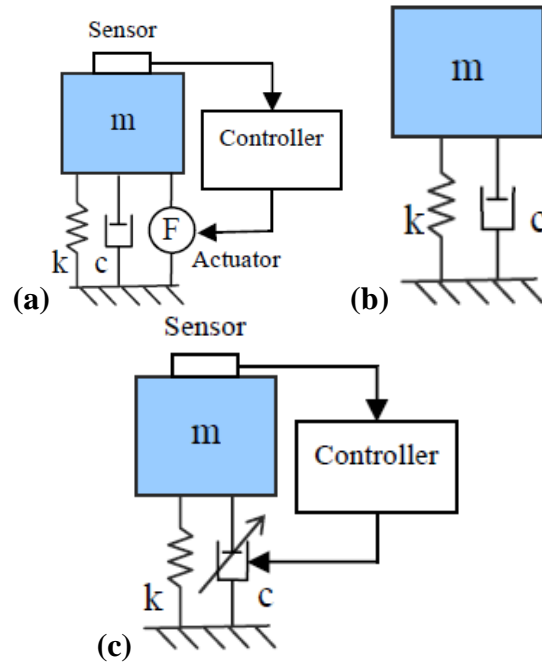 Sensor
m
Controller
F
k
c
Actuator
(a)
m
k
c
(b)
Sensor
m
Controller
k
c
(c)